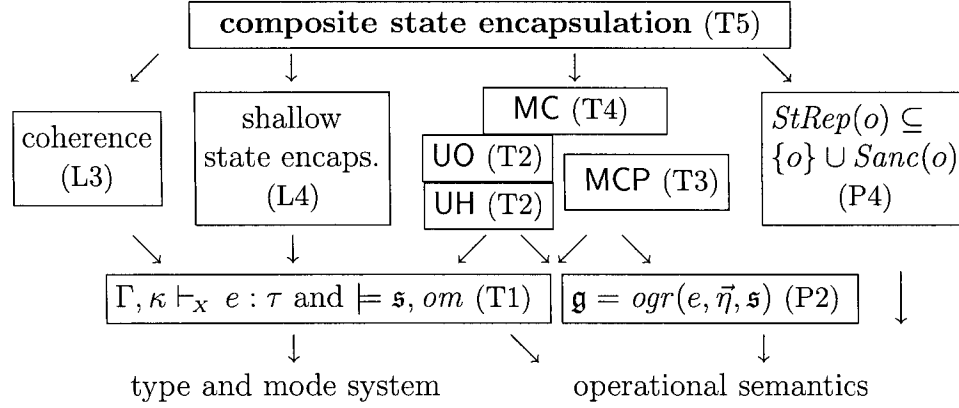 composite state encapsulation (T5)
coherence
(L3)
shallow
state encaps.
(L4)
MC (T4)
UO (T2)
UH (T2)
MCP (T3)
StRep(o) ⊆
{o} ∪ Sanc(o)
(P4)
Γ, κ ⊢_X e : τ and ⊨ 𝔰, om (T1)
𝔤 = ogr(e, η⃗, 𝔰) (P2)
type and mode system
operational semantics